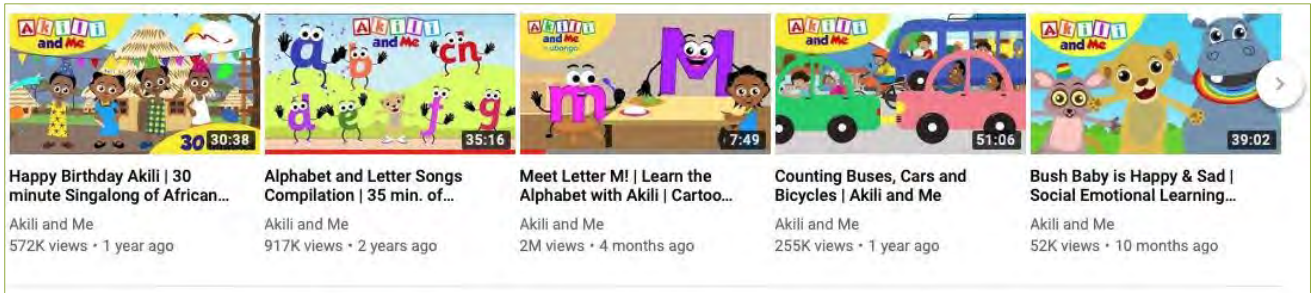 Akili
and Me
30
30:38
Akili
and Me
a
a
ch
d
e
j
g
35:16
Akili
and Me
by ubongo
m
M
7:49
Akili
and Me
51:06
Akili
and Me
39:02
Happy Birthday Akili | 30
minute Singalong of African...
Akili and Me
572K views • 1 year ago
Alphabet and Letter Songs
Compilation | 35 min. of...
Akili and Me
917K views • 2 years ago
Meet Letter M! | Learn the
Alphabet with Akili | Cartoo...
Akili and Me
2M views • 4 months ago
Counting Buses, Cars and
Bicycles | Akili and Me
Akili and Me
255K views • 1 year ago
Bush Baby is Happy & Sad |
Social Emotional Learning...
Akili and Me
52K views • 10 months ago